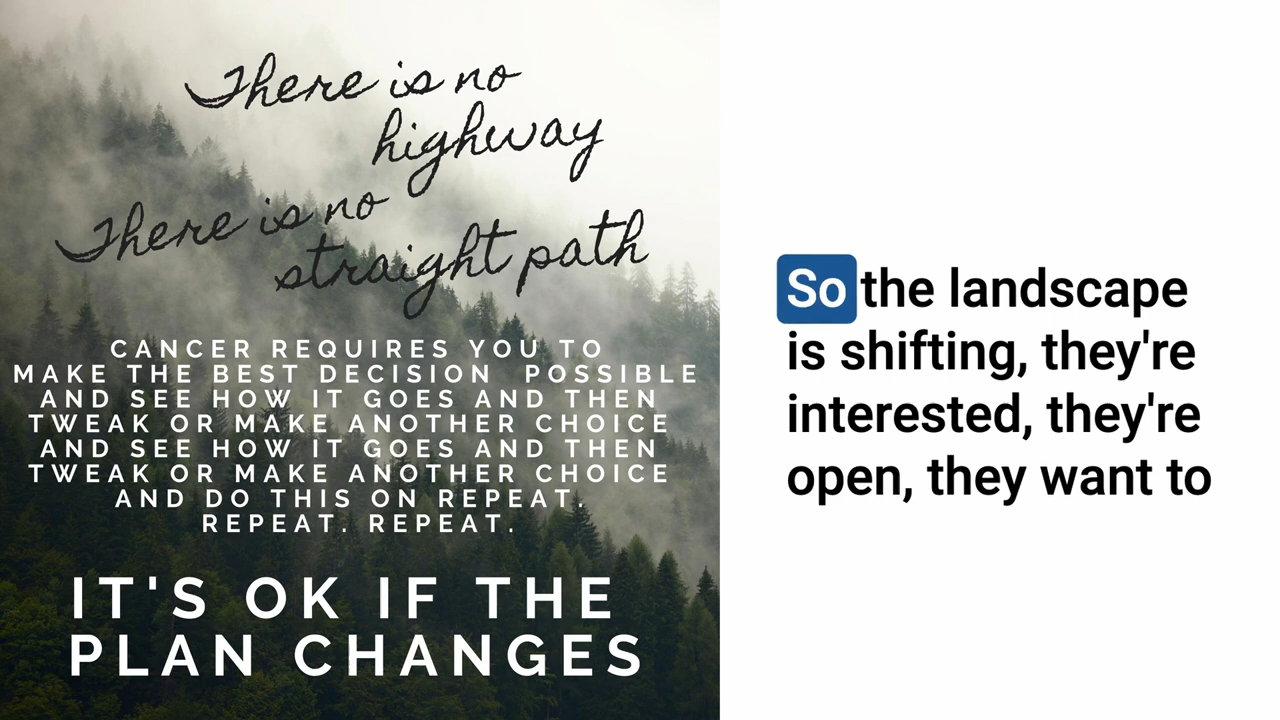 There is no
highway
There is no
straight path
CANCER REQUIRES YOU TO
MAKE THE BEST DECISION POSSIBLE
AND SEE HOW IT GOES AND THEN
TWEAK OR MAKE ANOTHER CHOICE
AND SEE HOW IT GOES AND THEN
TWEAK OR MAKE ANOTHER CHOICE
AND DO THIS ON REPEAT.
REPEAT. REPEAT.
IT'S OK IF THE
PLAN CHANGES
So the landscape
is shifting, they're
interested, they're
open, they want to